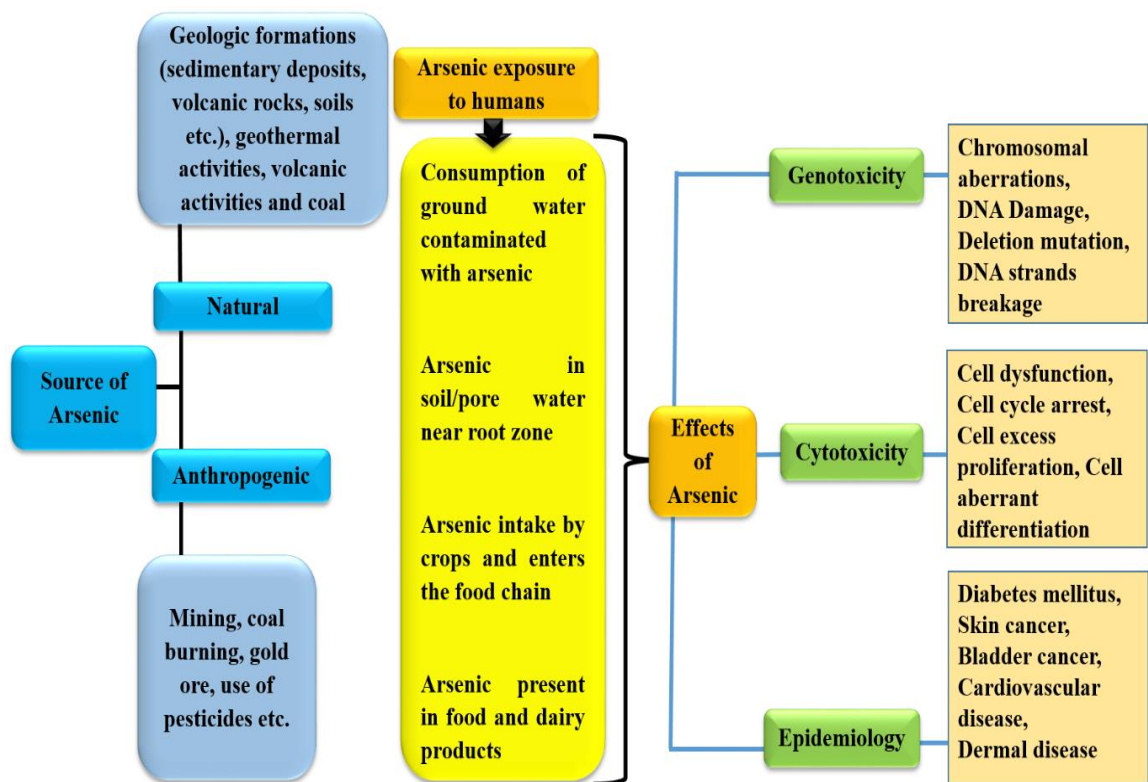 Geologic formations
(sedimentary deposits,
volcanic rocks, soils
etc.), geothermal
activities, volcanic
activities and coal
Natural
Source of
Arsenic
Anthropogenic
Mining, coal
burning, gold
ore, use of
pesticides etc.
Arsenic exposure
to humans
Consumption of
ground water
contaminated
with arsenic
Arsenic in
soil/pore water
near root zone
Arsenic intake by
crops and enters
the food chain
Arsenic present
in food and dairy
products
Effects
of
Arsenic
Genotoxicity
Chromosomal
aberrations,
DNA Damage,
Deletion mutation,
DNA strands
breakage
Cytotoxicity
Cell dysfunction,
Cell cycle arrest,
Cell excess
proliferation, Cell
aberrant
differentiation
Epidemiology
Diabetes mellitus,
Skin cancer,
Bladder cancer,
Cardiovascular
disease,
Dermal disease